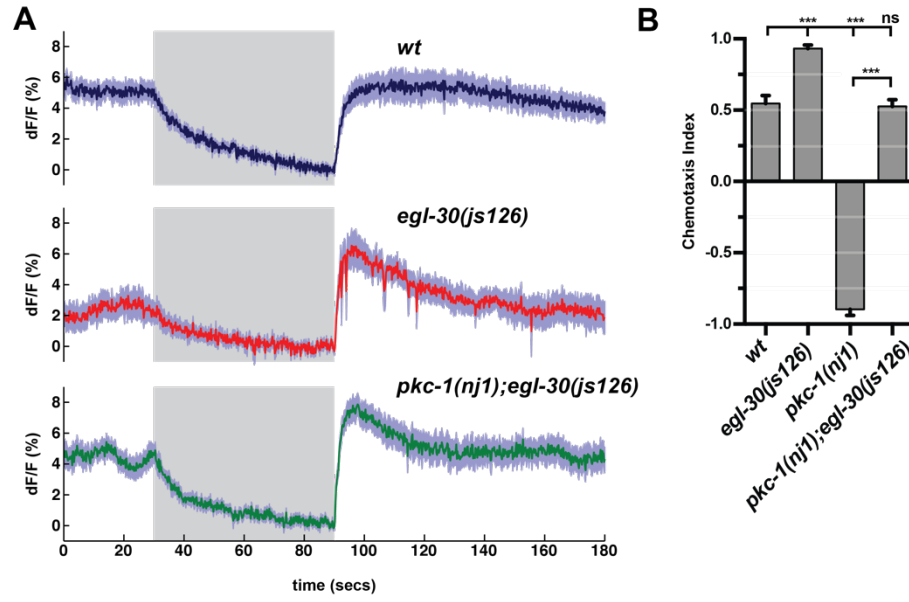 A
wt
dF/F (%)
8
6
4
2
0
egl-30(js126)
dF/F (%)
8
6
4
2
0
pkc-1(nj1);egl-30(js126)
dF/F (%)
8
6
4
2
0
0 20 40 60 80 100 120 140 160 180
time (secs)
B
*** *** ns
***
Chemotaxis Index
1.0
0.5
0.0
-0.5
-1.0
wt
egl-30(js126)
pkc-1(nj1)
pkc-1(nj1);egl-30(js126)